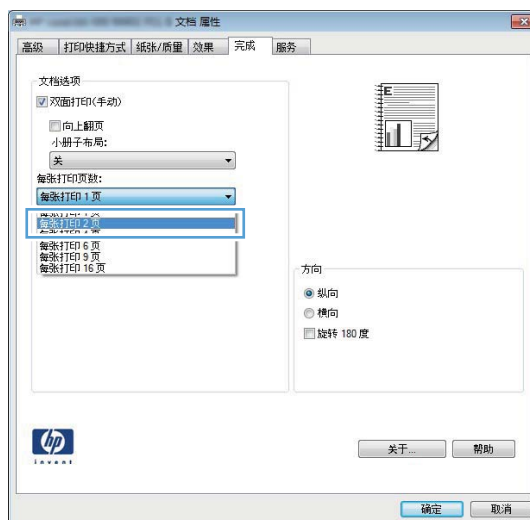 文档 属性
高级 打印快捷方式 纸张/质量 效果 完成 服务
文档选项
双面打印(手动)
向上翻页
小册子布局:
关
每张打印页数:
每张打印 1 页
每张打印 2 页
每张打印 6 页
每张打印 9 页
每张打印 16 页
方向
纵向
横向
旋转 180 度
hp
invent
关于... 帮助
确定 取消